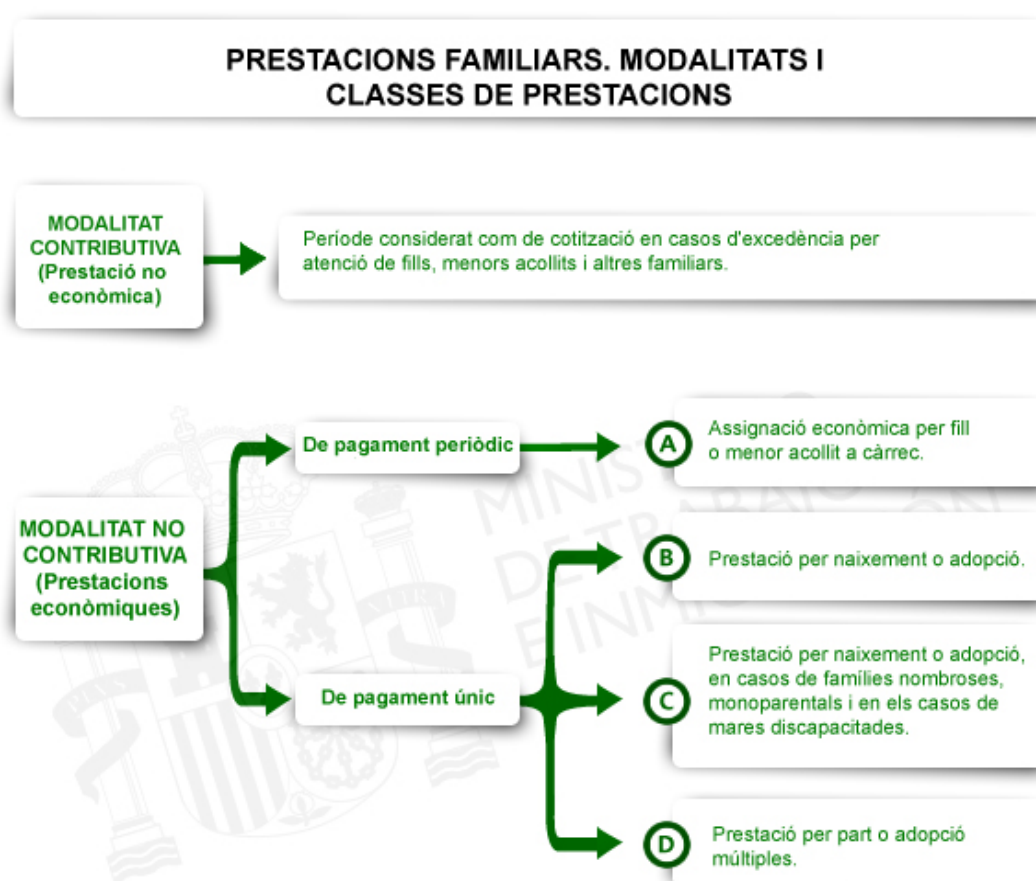 PRESTACIONS FAMILIARS. MODALITATS I
CLASSES DE PRESTACIONS
MODALITAT
CONTRIBUTIVA
(Prestació no
econòmica)
Període considerat com de cotització en casos d'excedència per
atenció de fills, menors acollits i altres familiars.
MODALITAT NO
CONTRIBUTIVA
(Prestacions
econòmiques)
De pagament periòdic
A
Assignació econòmica per fill
o menor acollit a càrrec.
De pagament únic
B
Prestació per naixement o adopció.
C
Prestació per naixement o adopció,
en casos de famílies nombroses,
monoparentals i en els casos de
mares discapacitades.
D
Prestació per part o adopció
múltiples.